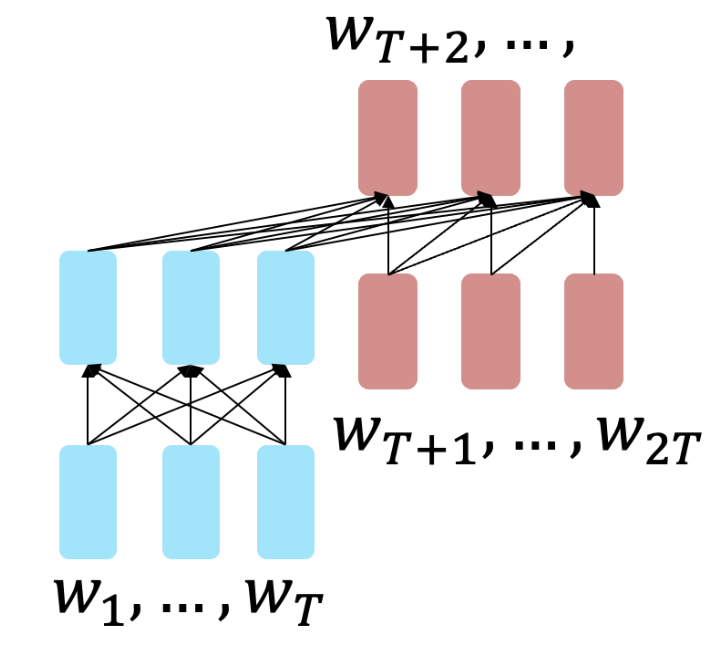 w_{T+2}, ... ,
w_{T+1}, ... , w_{2T}
w_1, ... , w_T